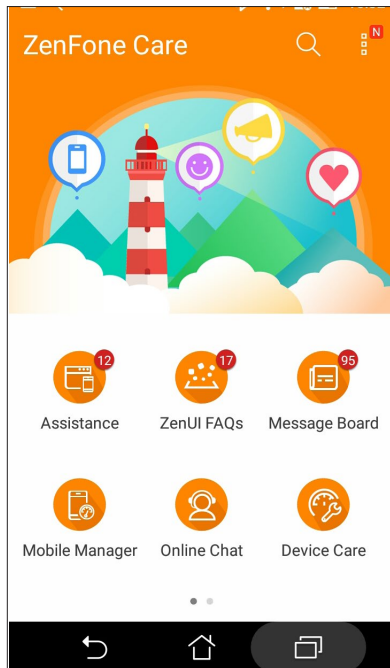 ZenFone Care
N
12
17
95
Assistance
ZenUI FAQs
Message Board
Mobile Manager
Online Chat
Device Care